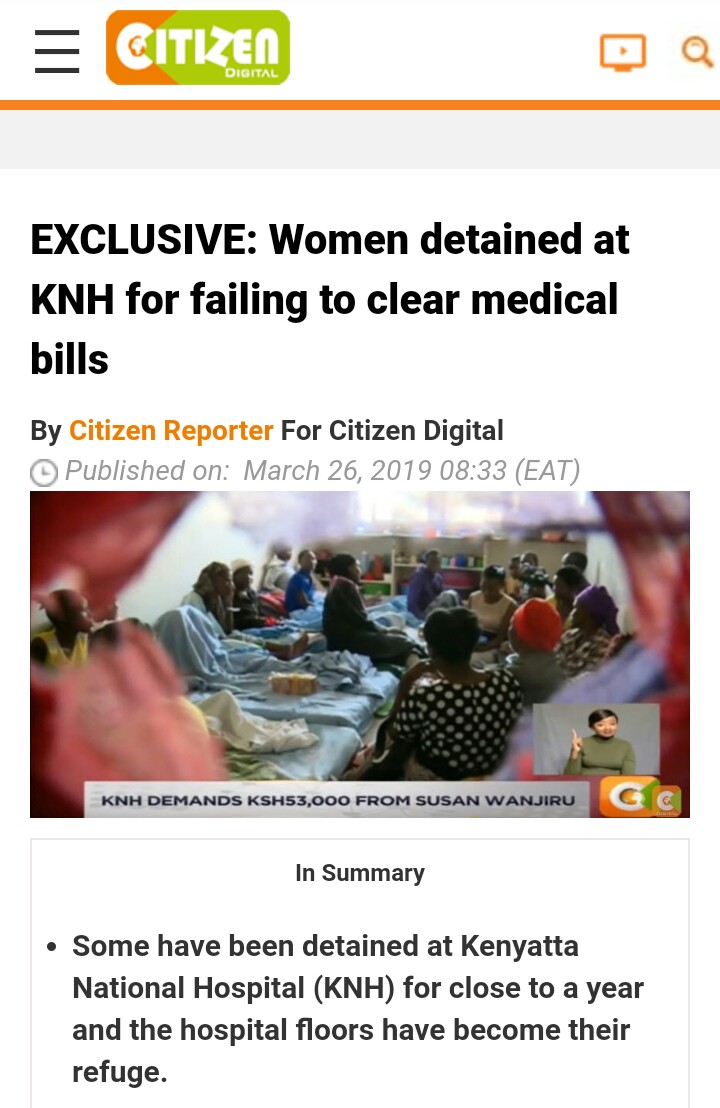 CITIZEN
DIGITAL
EXCLUSIVE: Women detained at
KNH for failing to clear medical
bills
By Citizen Reporter For Citizen Digital
Published on: March 26, 2019 08:33 (EAT)
KNH DEMANDS KSH53,000 FROM SUSAN WANJIRU
In Summary
• Some have been detained at Kenyatta
National Hospital (KNH) for close to a year
and the hospital floors have become their
refuge.